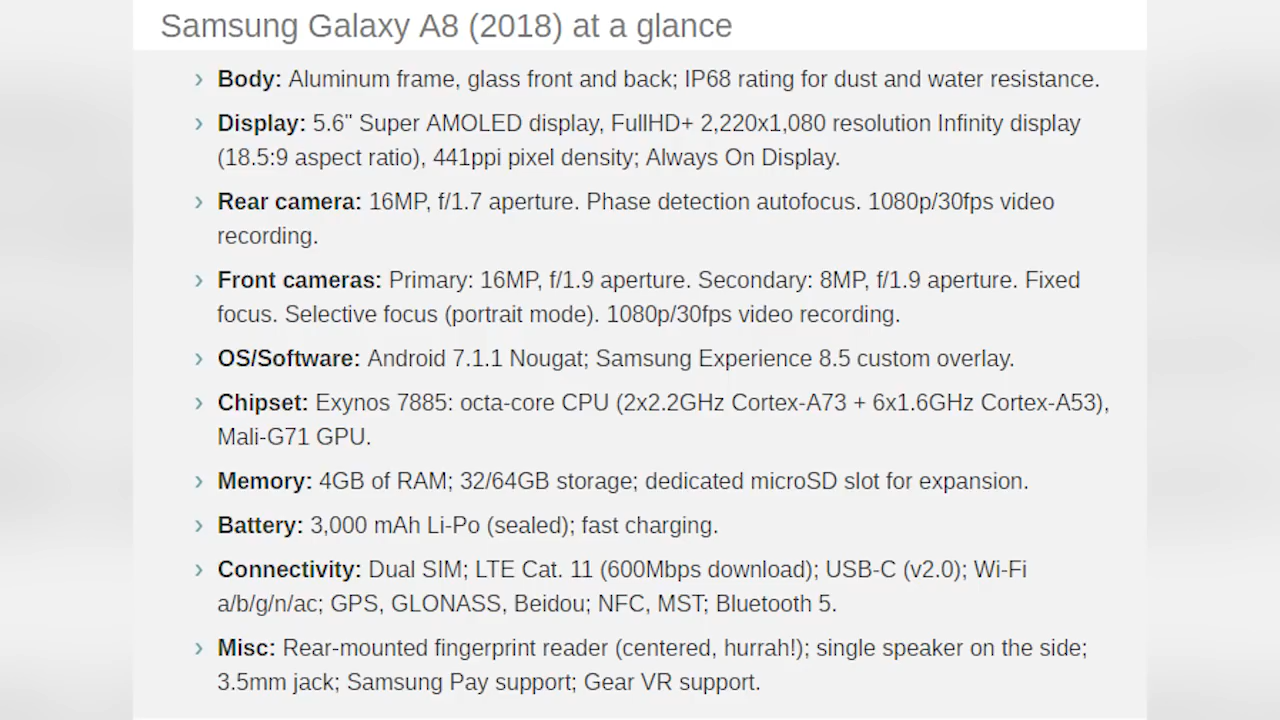 Samsung Galaxy A8 (2018) at a glance
› Body: Aluminum frame, glass front and back; IP68 rating for dust and water resistance.
› Display: 5.6" Super AMOLED display, FullHD+ 2,220x1,080 resolution Infinity display
(18.5:9 aspect ratio), 441ppi pixel density; Always On Display.
› Rear camera: 16MP, f/1.7 aperture. Phase detection autofocus. 1080p/30fps video
recording.
› Front cameras: Primary: 16MP, f/1.9 aperture. Secondary: 8MP, f/1.9 aperture. Fixed
focus. Selective focus (portrait mode). 1080p/30fps video recording.
› OS/Software: Android 7.1.1 Nougat; Samsung Experience 8.5 custom overlay.
› Chipset: Exynos 7885: octa-core CPU (2x2.2GHz Cortex-A73 + 6x1.6GHz Cortex-A53),
Mali-G71 GPU.
› Memory: 4GB of RAM; 32/64GB storage; dedicated microSD slot for expansion.
› Battery: 3,000 mAh Li-Po (sealed); fast charging.
› Connectivity: Dual SIM; LTE Cat. 11 (600Mbps download); USB-C (v2.0); Wi-Fi
a/b/g/n/ac; GPS, GLONASS, Beidou; NFC, MST; Bluetooth 5.
› Misc: Rear-mounted fingerprint reader (centered, hurrah!); single speaker on the side;
3.5mm jack; Samsung Pay support; Gear VR support.